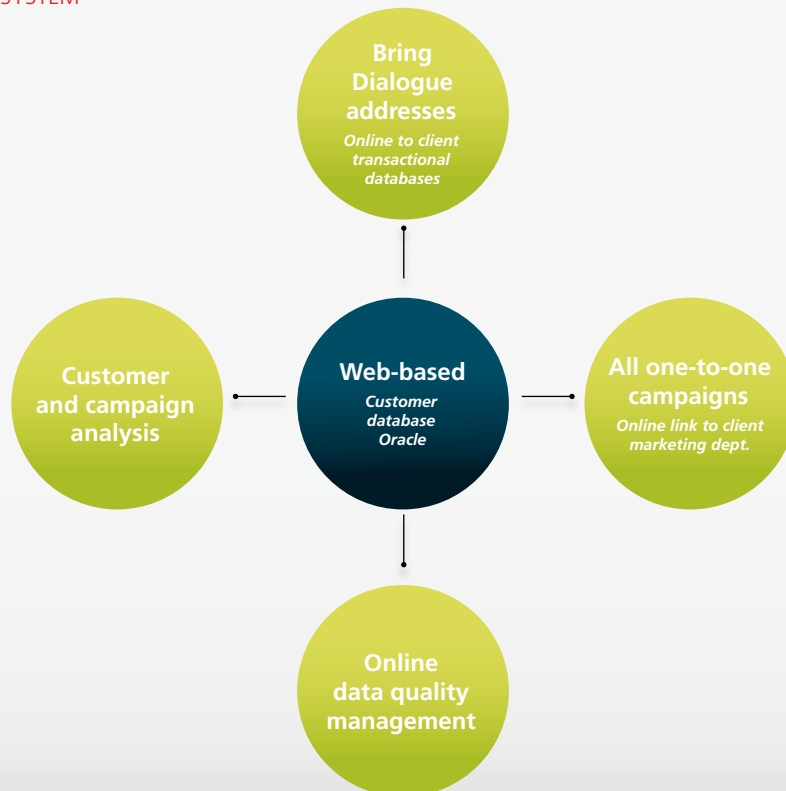 SYSTEM
Bring
Dialogue
addresses
Online to client
transactional
databases
Customer
and campaign
analysis
Web-based
Customer
database
Oracle
All one-to-one
campaigns
Online link to client
marketing dept.
Online
data quality
management